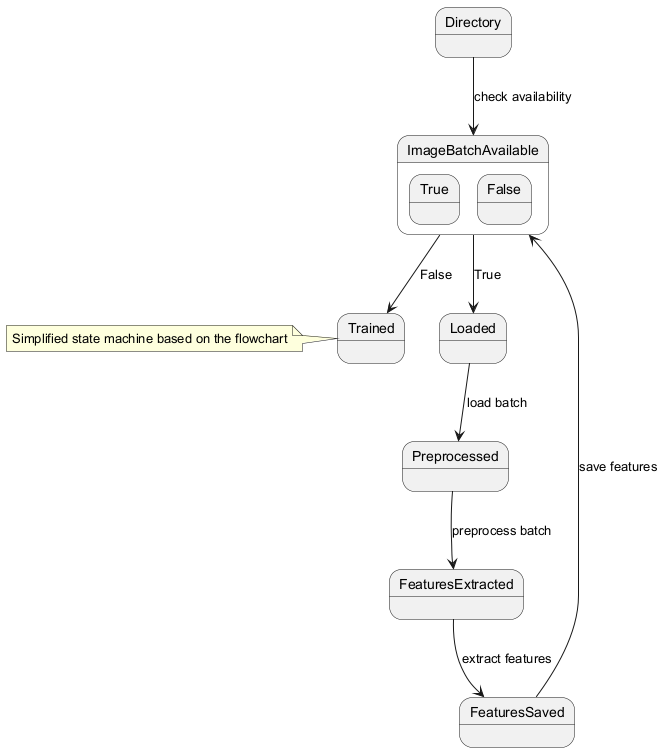 Directory
check availability
ImageBatchAvailable
True
False
False
True
Simplified state machine based on the flowchart
Trained
Loaded
load batch
Preprocessed
save features
preprocess batch
FeaturesExtracted
extract features
FeaturesSaved